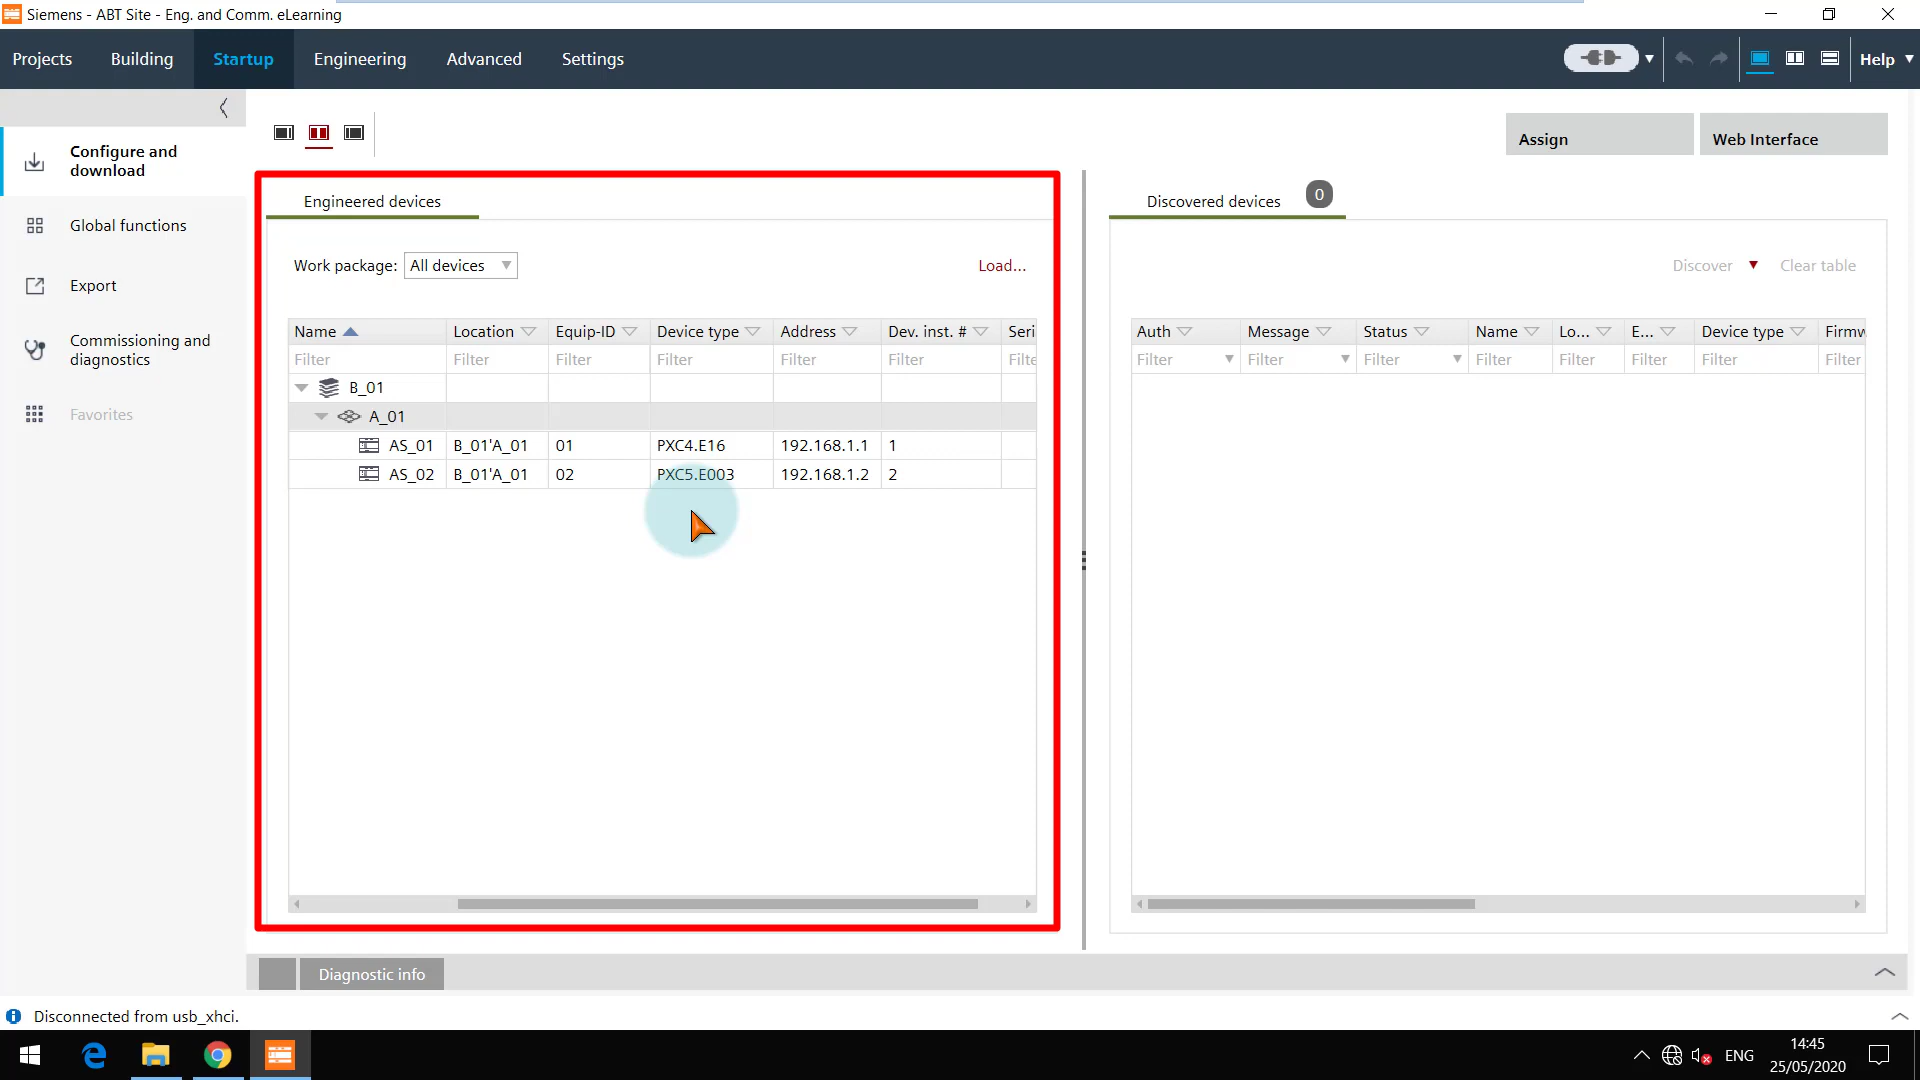 Siemens - ABT Site - Eng. and Comm. eLearning
Projects Building Startup Engineering Advanced Settings Help
Configure and download
Global functions
Export
Commissioning and diagnostics
Favorites
Assign Web Interface
Engineered devices
Work package: All devices Load...
Name Location Equip-ID Device type Address Dev. inst. # Seri
Filter Filter Filter Filter Filter Filter Filte
B_01
A_01
AS_01 B_01'A_01 01 PXC4.E16 192.168.1.1 1
AS_02 B_01'A_01 02 PXC5.E003 192.168.1.2 2
Discovered devices 0
Discover Clear table
Auth Message Status Name Lo... E... Device type Firmw
Filter Filter Filter Filter Filter Filter Filter Filter
Diagnostic info
Disconnected from usb_xhci.
ENG 14:45
25/05/2020